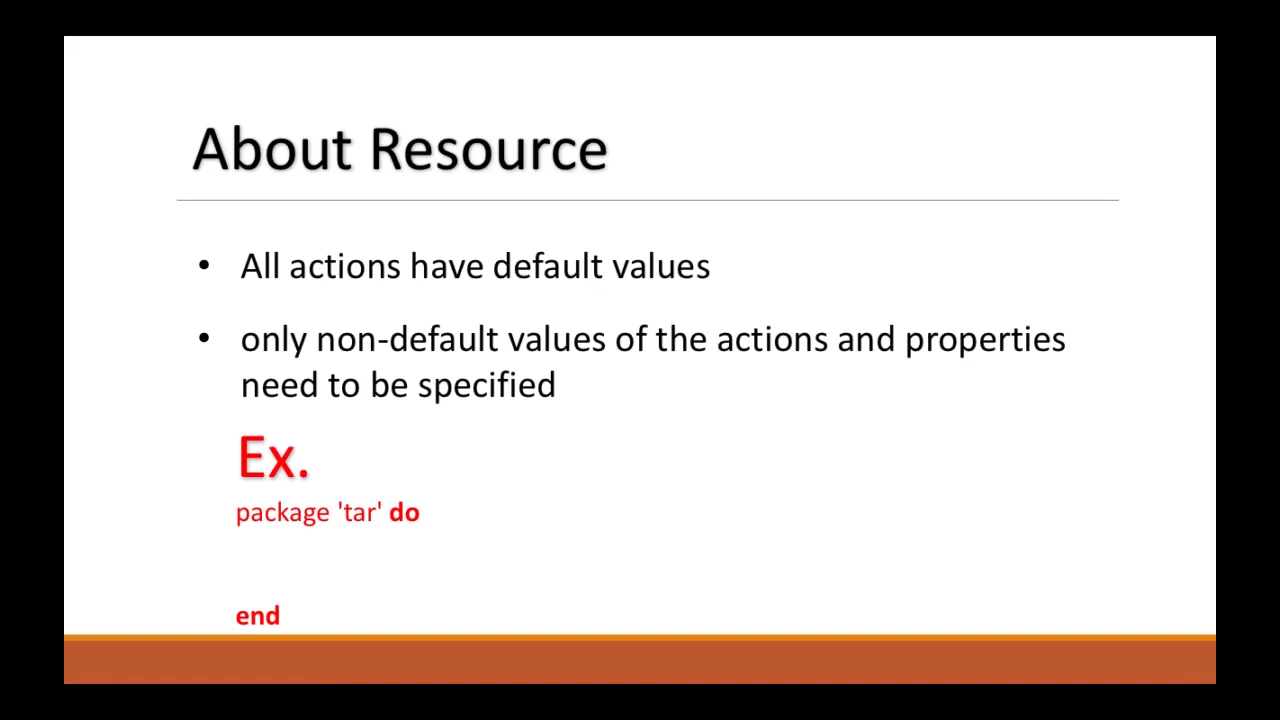 About Resource
• All actions have default values
• only non-default values of the actions and properties
need to be specified
Ex.
package 'tar' do
end